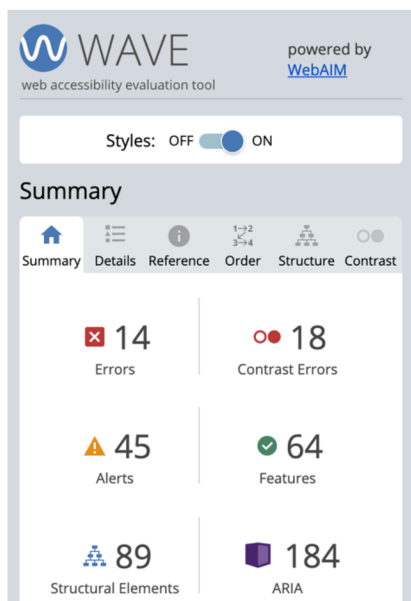 WAVE
powered by
WebAIM
web accessibility evaluation tool
Styles: OFF ON
Summary
Summary Details Reference Order Structure Contrast
14 18
Errors Contrast Errors
45 64
Alerts Features
89 184
Structural Elements ARIA